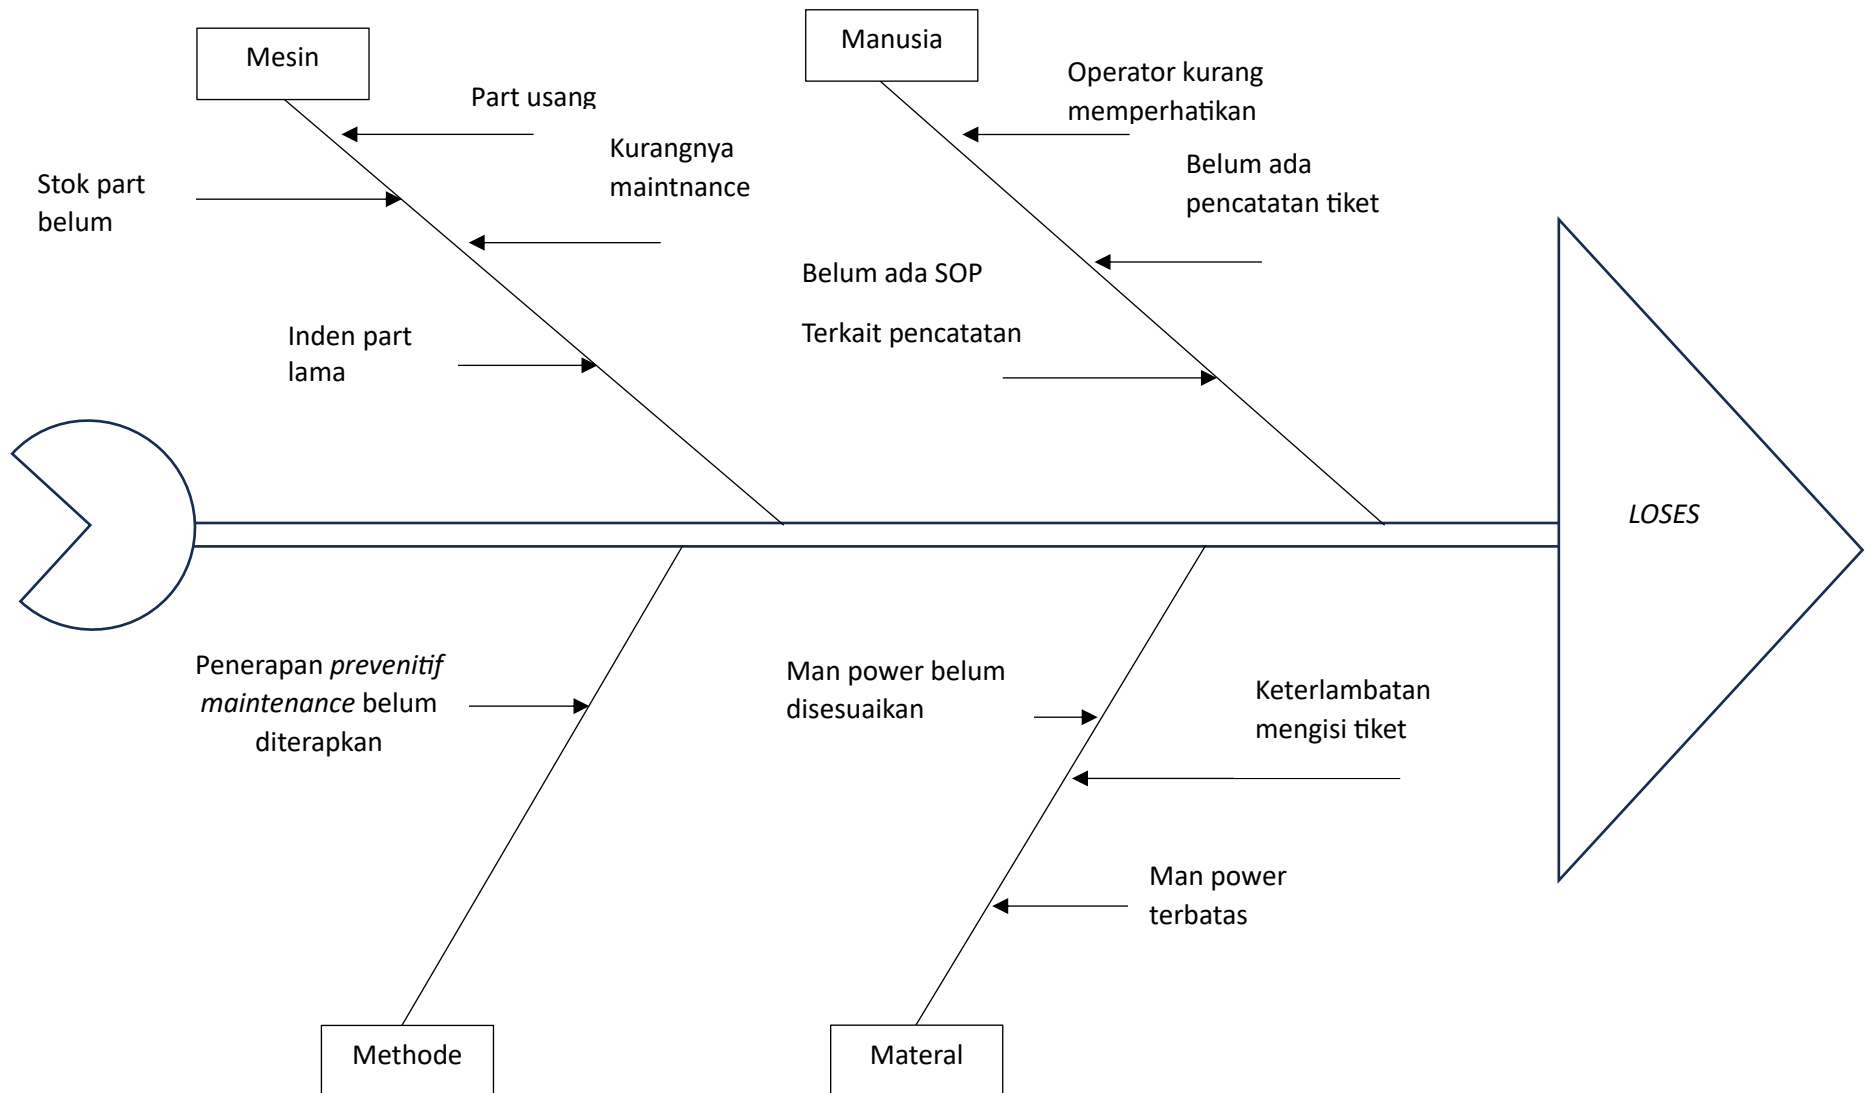 Mesin
Manusia
Part usang
Operator kurang
memperhatikan
Kurangnya
maintnance
Belum ada
pencatatan tiket
Stok part
belum
Belum ada SOP
Terkait pencatatan
Inden part
lama
LOSES
Penerapan prevenitif
maintenance belum
diterapkan
Man power belum
disesuaikan
Keterlambatan
mengisi tiket
Man power
terbatas
Methode
Materal